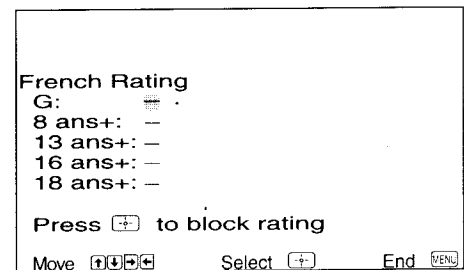 French Rating
G: –
8 ans+: –
13 ans+: –
16 ans+: –
18 ans+: –
Press to block rating
Move ↑↓→← Select End MENU